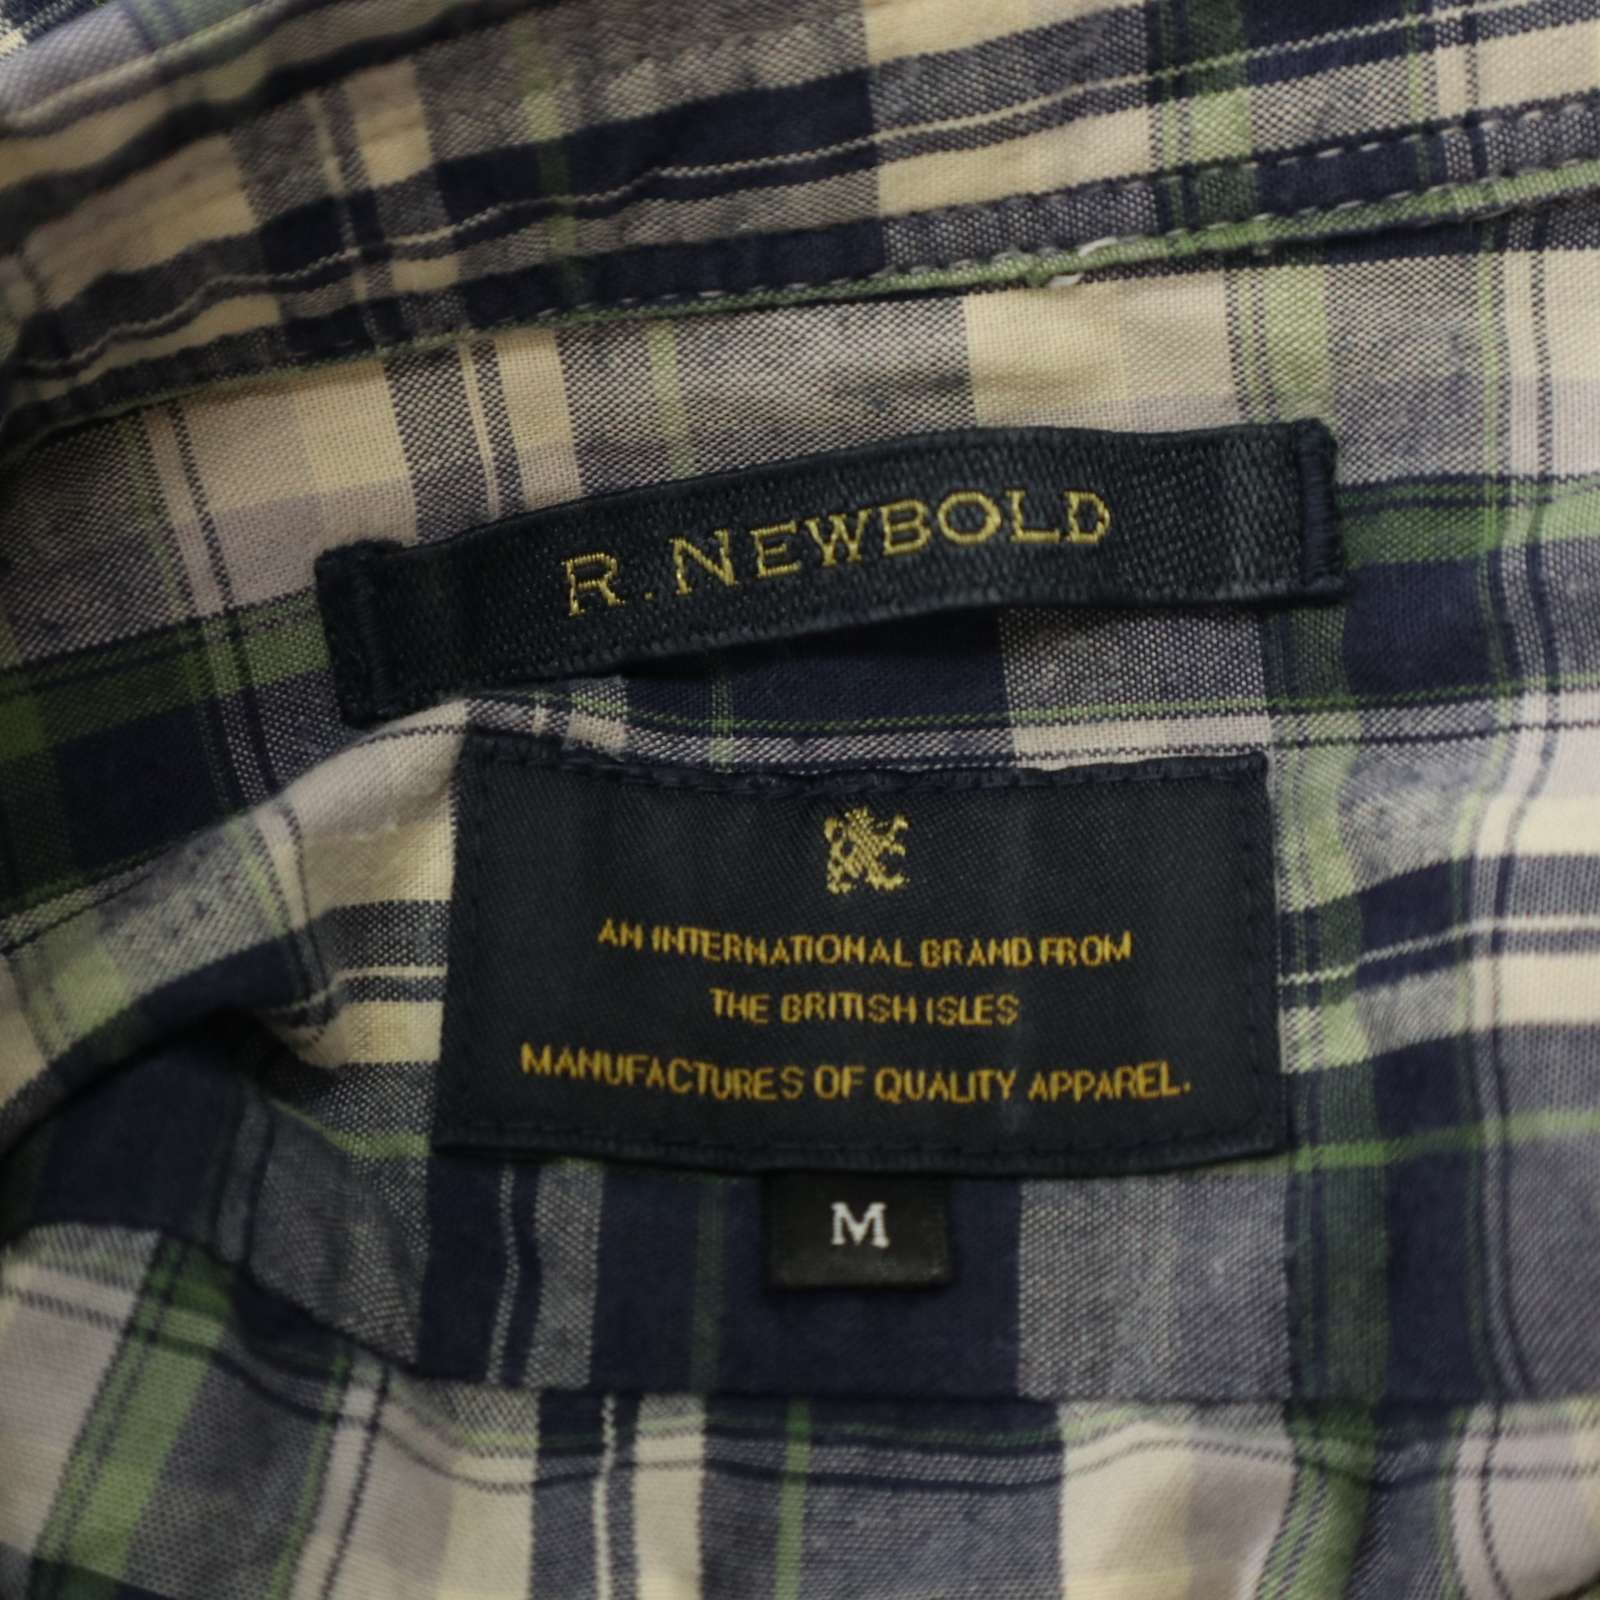 R. NEWBOLD
AN INTERNATIONAL BRAND FROM
THE BRITISH ISLES
MANUFACTURES OF QUALITY APPAREL.
M